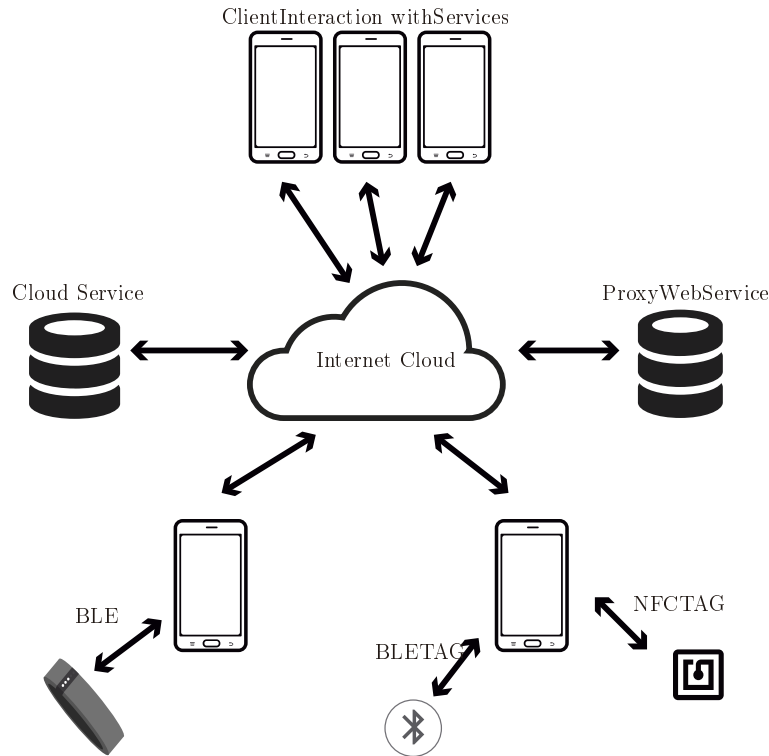 ClientInteraction withServices
Cloud Service
ProxyWebService
Internet Cloud
BLE
NFCTAG
BLETAG